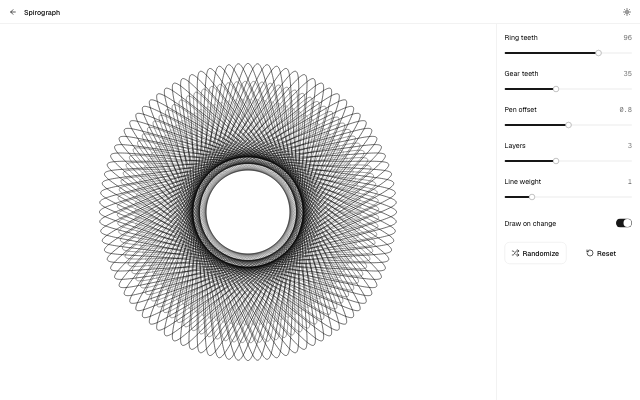 Spirograph
Ring teeth 96
Gear teeth 35
Pen offset 0.8
Layers 3
Line weight 1
Draw on change
Randomize Reset